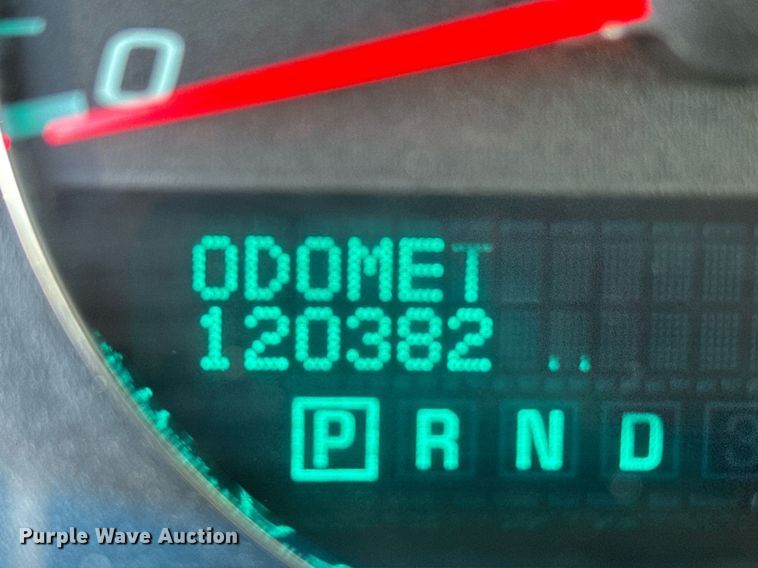 0
ODOMET
120382 ..
P R N D
Purple Wave Auction